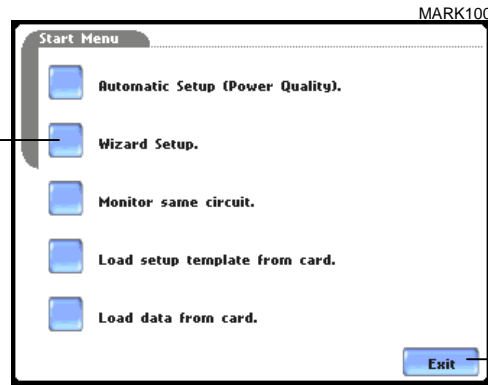 MARK100
Start Menu
Automatic Setup (Power Quality).
Wizard Setup.
Monitor same circuit.
Load setup template from card.
Load data from card.
Exit